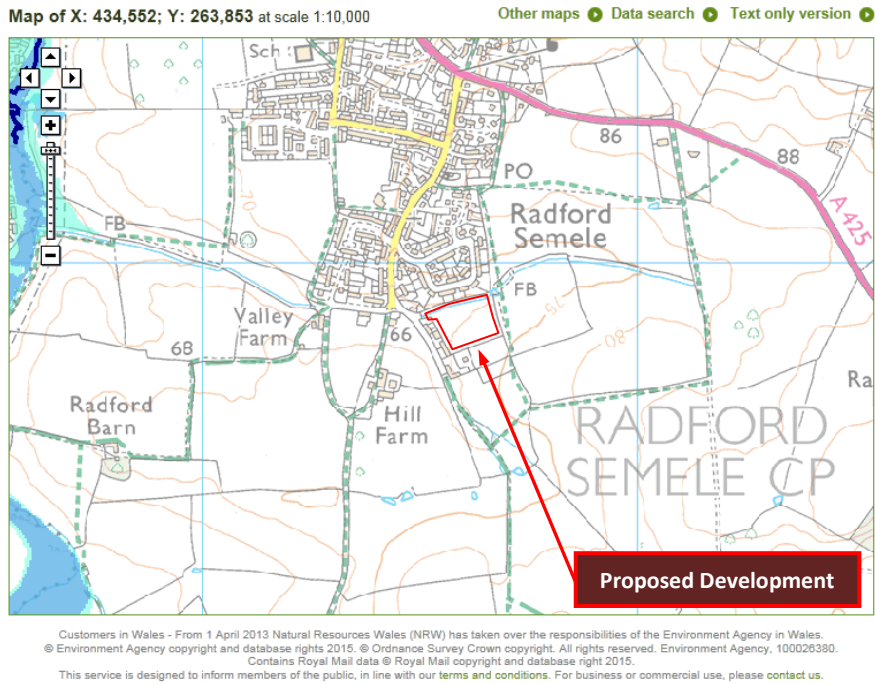 Map of X: 434,552; Y: 263,853 at scale 1:10,000
Other maps Data search Text only version
Sch
86
88
PO
A 425
Radford
Semele
FB
FB
75
Valley
Farm
66
80
68
Ra
Radford
Barn
Hill
Farm
RADFORD
SEMELE CP
Proposed Development
Customers in Wales - From 1 April 2013 Natural Resources Wales (NRW) has taken over the responsibilities of the Environment Agency in Wales.
© Environment Agency copyright and database rights 2015. © Ordnance Survey Crown copyright. All rights reserved. Environment Agency, 100026380.
Contains Royal Mail data © Royal Mail copyright and database right 2015.
This service is designed to inform members of the public, in line with our terms and conditions. For business or commercial use, please contact us.